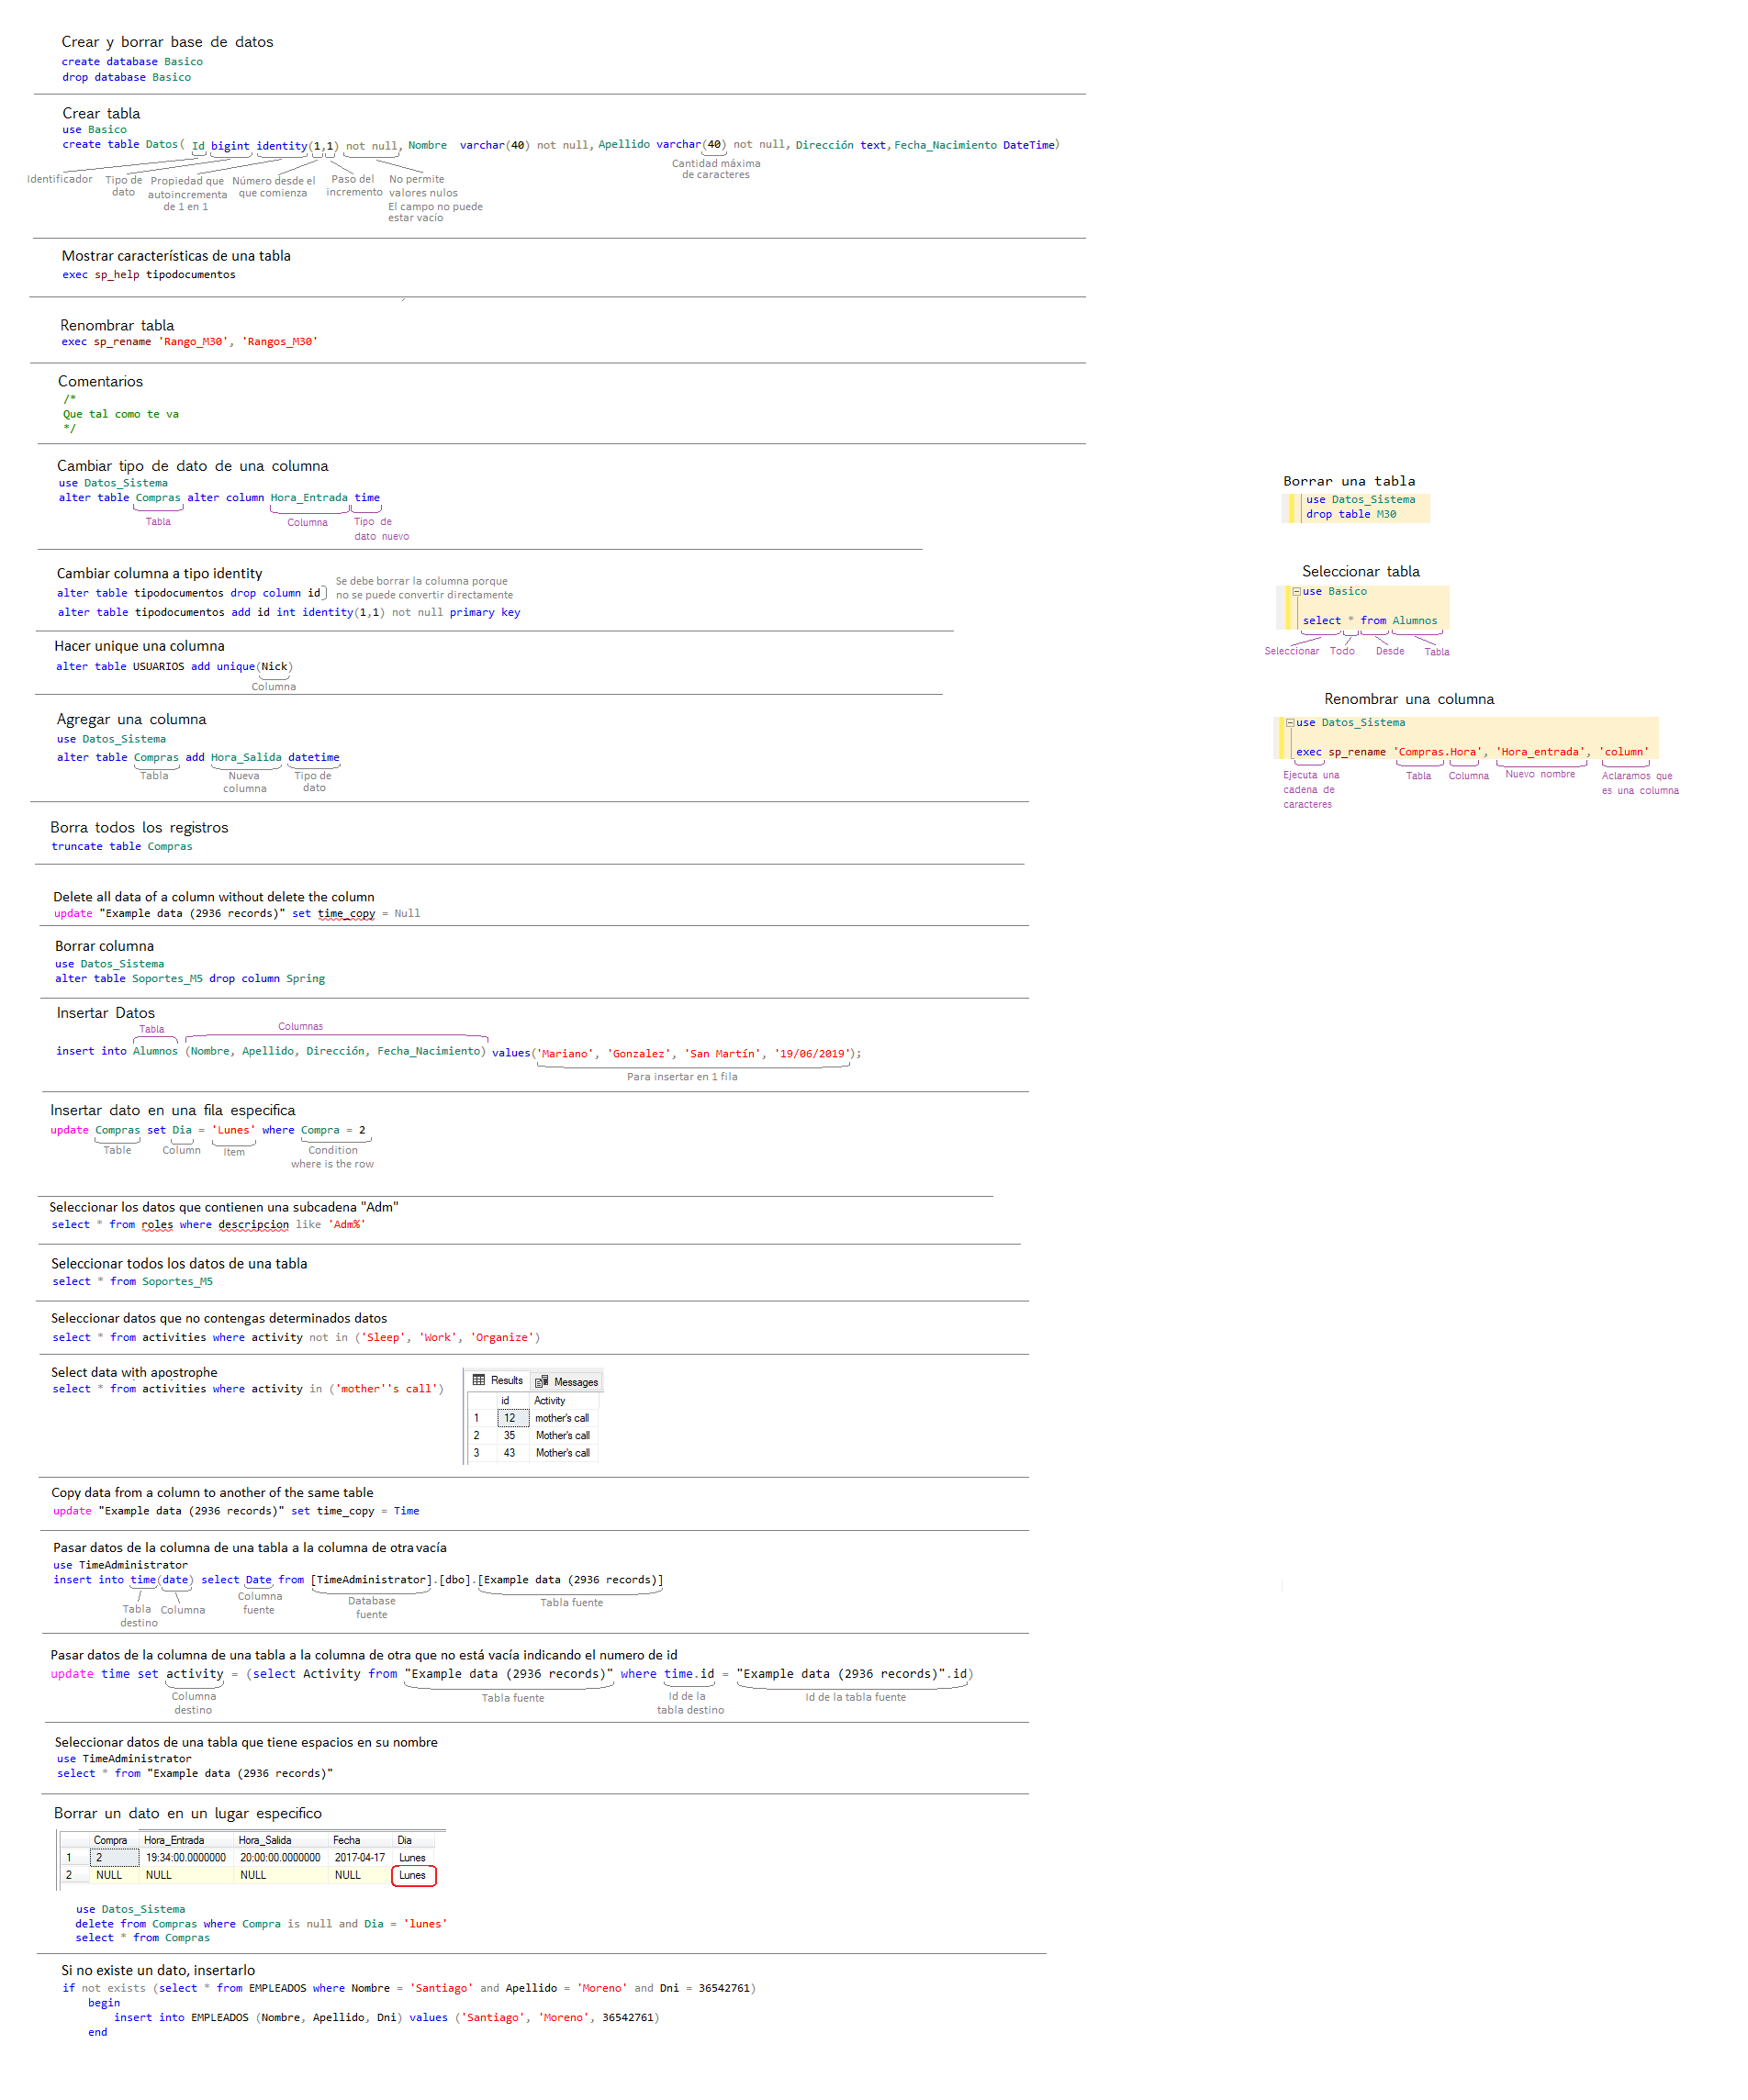 Crear y borrar base de datos
create database Basico
drop database Basico
Crear tabla
use Basico
create table Datos( Id bigint identity(1,1) not null, Nombre varchar(40) not null, Apellido varchar(40) not null, Dirección text, Fecha_Nacimiento DateTime)
Identificador
Tipo de
dato
Propiedad que
autoincrementa
de 1 en 1
Número desde el
que comienza
Paso del
incremento
No permite
valores nulos
El campo no puede
estar vacío
Cantidad máxima
de caracteres
Mostrar características de una tabla
exec sp_help tipodocumentos
Renombrar tabla
exec sp_rename 'Rango_M30', 'Rangos_M30'
Comentarios
/*
Que tal como te va
*/
Cambiar tipo de dato de una columna
use Datos_Sistema
alter table Compras alter column Hora_Entrada time
Tabla
Columna
Tipo de
dato nuevo
Cambiar columna a tipo identity
alter table tipodocumentos drop column id
Se debe borrar la columna porque
no se puede convertir directamente
alter table tipodocumentos add id int identity(1,1) not null primary key
Hacer unique una columna
alter table USUARIOS add unique(Nick)
Columna
Agregar una columna
use Datos_Sistema
alter table Compras add Hora_Salida datetime
Tabla
Nueva
columna
Tipo de
dato
Borra todos los registros
truncate table Compras
Delete all data of a column without delete the column
update "Example data (2936 records)" set time_copy = Null
Borrar columna
use Datos_Sistema
alter table Soportes_M5 drop column Spring
Insertar Datos
Tabla
Columnas
insert into Alumnos (Nombre, Apellido, Dirección, Fecha_Nacimiento) values('Mariano', 'Gonzalez', 'San Martín', '19/06/2019');
Para insertar en 1 fila
Insertar dato en una fila especifica
update Compras set Dia = 'Lunes' where Compra = 2
Table
Column
Item
Condition
where is the row
Seleccionar los datos que contienen una subcadena "Adm"
select * from roles where descripcion like 'Adm%'
Seleccionar todos los datos de una tabla
select * from Soportes_M5
Seleccionar datos que no contengas determinados datos
select * from activities where activity not in ('Sleep', 'Work', 'Organize')
Select data with apostrophe
select * from activities where activity in ('mother''s call')
Results Messages
id Activity
1 12 mother's call
2 35 Mother's call
3 43 Mother's call
Copy data from a column to another of the same table
update "Example data (2936 records)" set time_copy = Time
Pasar datos de la columna de una tabla a la columna de otra vacía
use TimeAdministrator
insert into time(date) select Date from [TimeAdministrator].[dbo].[Example data (2936 records)]
Tabla
destino
Columna
Columna
fuente
Database
fuente
Tabla fuente
Pasar datos de la columna de una tabla a la columna de otra que no está vacía indicando el numero de id
update time set activity = (select Activity from "Example data (2936 records)" where time.id = "Example data (2936 records)".id)
Columna
destino
Tabla fuente
Id de la
tabla destino
Id de la tabla fuente
Seleccionar datos de una tabla que tiene espacios en su nombre
use TimeAdministrator
select * from "Example data (2936 records)"
Borrar un dato en un lugar especifico
Compra Hora_Entrada Hora_Salida Fecha Dia
1 2 19:34:00.0000000 20:00:00.0000000 2017-04-17 Lunes
2 NULL NULL NULL NULL Lunes
use Datos_Sistema
delete from Compras where Compra is null and Dia = 'lunes'
select * from Compras
Si no existe un dato, insertarlo
if not exists (select * from EMPLEADOS where Nombre = 'Santiago' and Apellido = 'Moreno' and Dni = 36542761)
begin
insert into EMPLEADOS (Nombre, Apellido, Dni) values ('Santiago', 'Moreno', 36542761)
end
Borrar una tabla
use Datos_Sistema
drop table M30
Seleccionar tabla
use Basico
select * from Alumnos
Seleccionar
Todo
Desde
Tabla
Renombrar una columna
use Datos_Sistema
exec sp_rename 'Compras.Hora', 'Hora_entrada', 'column'
Ejecuta una
cadena de
caracteres
Tabla
Columna
Nuevo nombre
Aclaramos que
es una columna